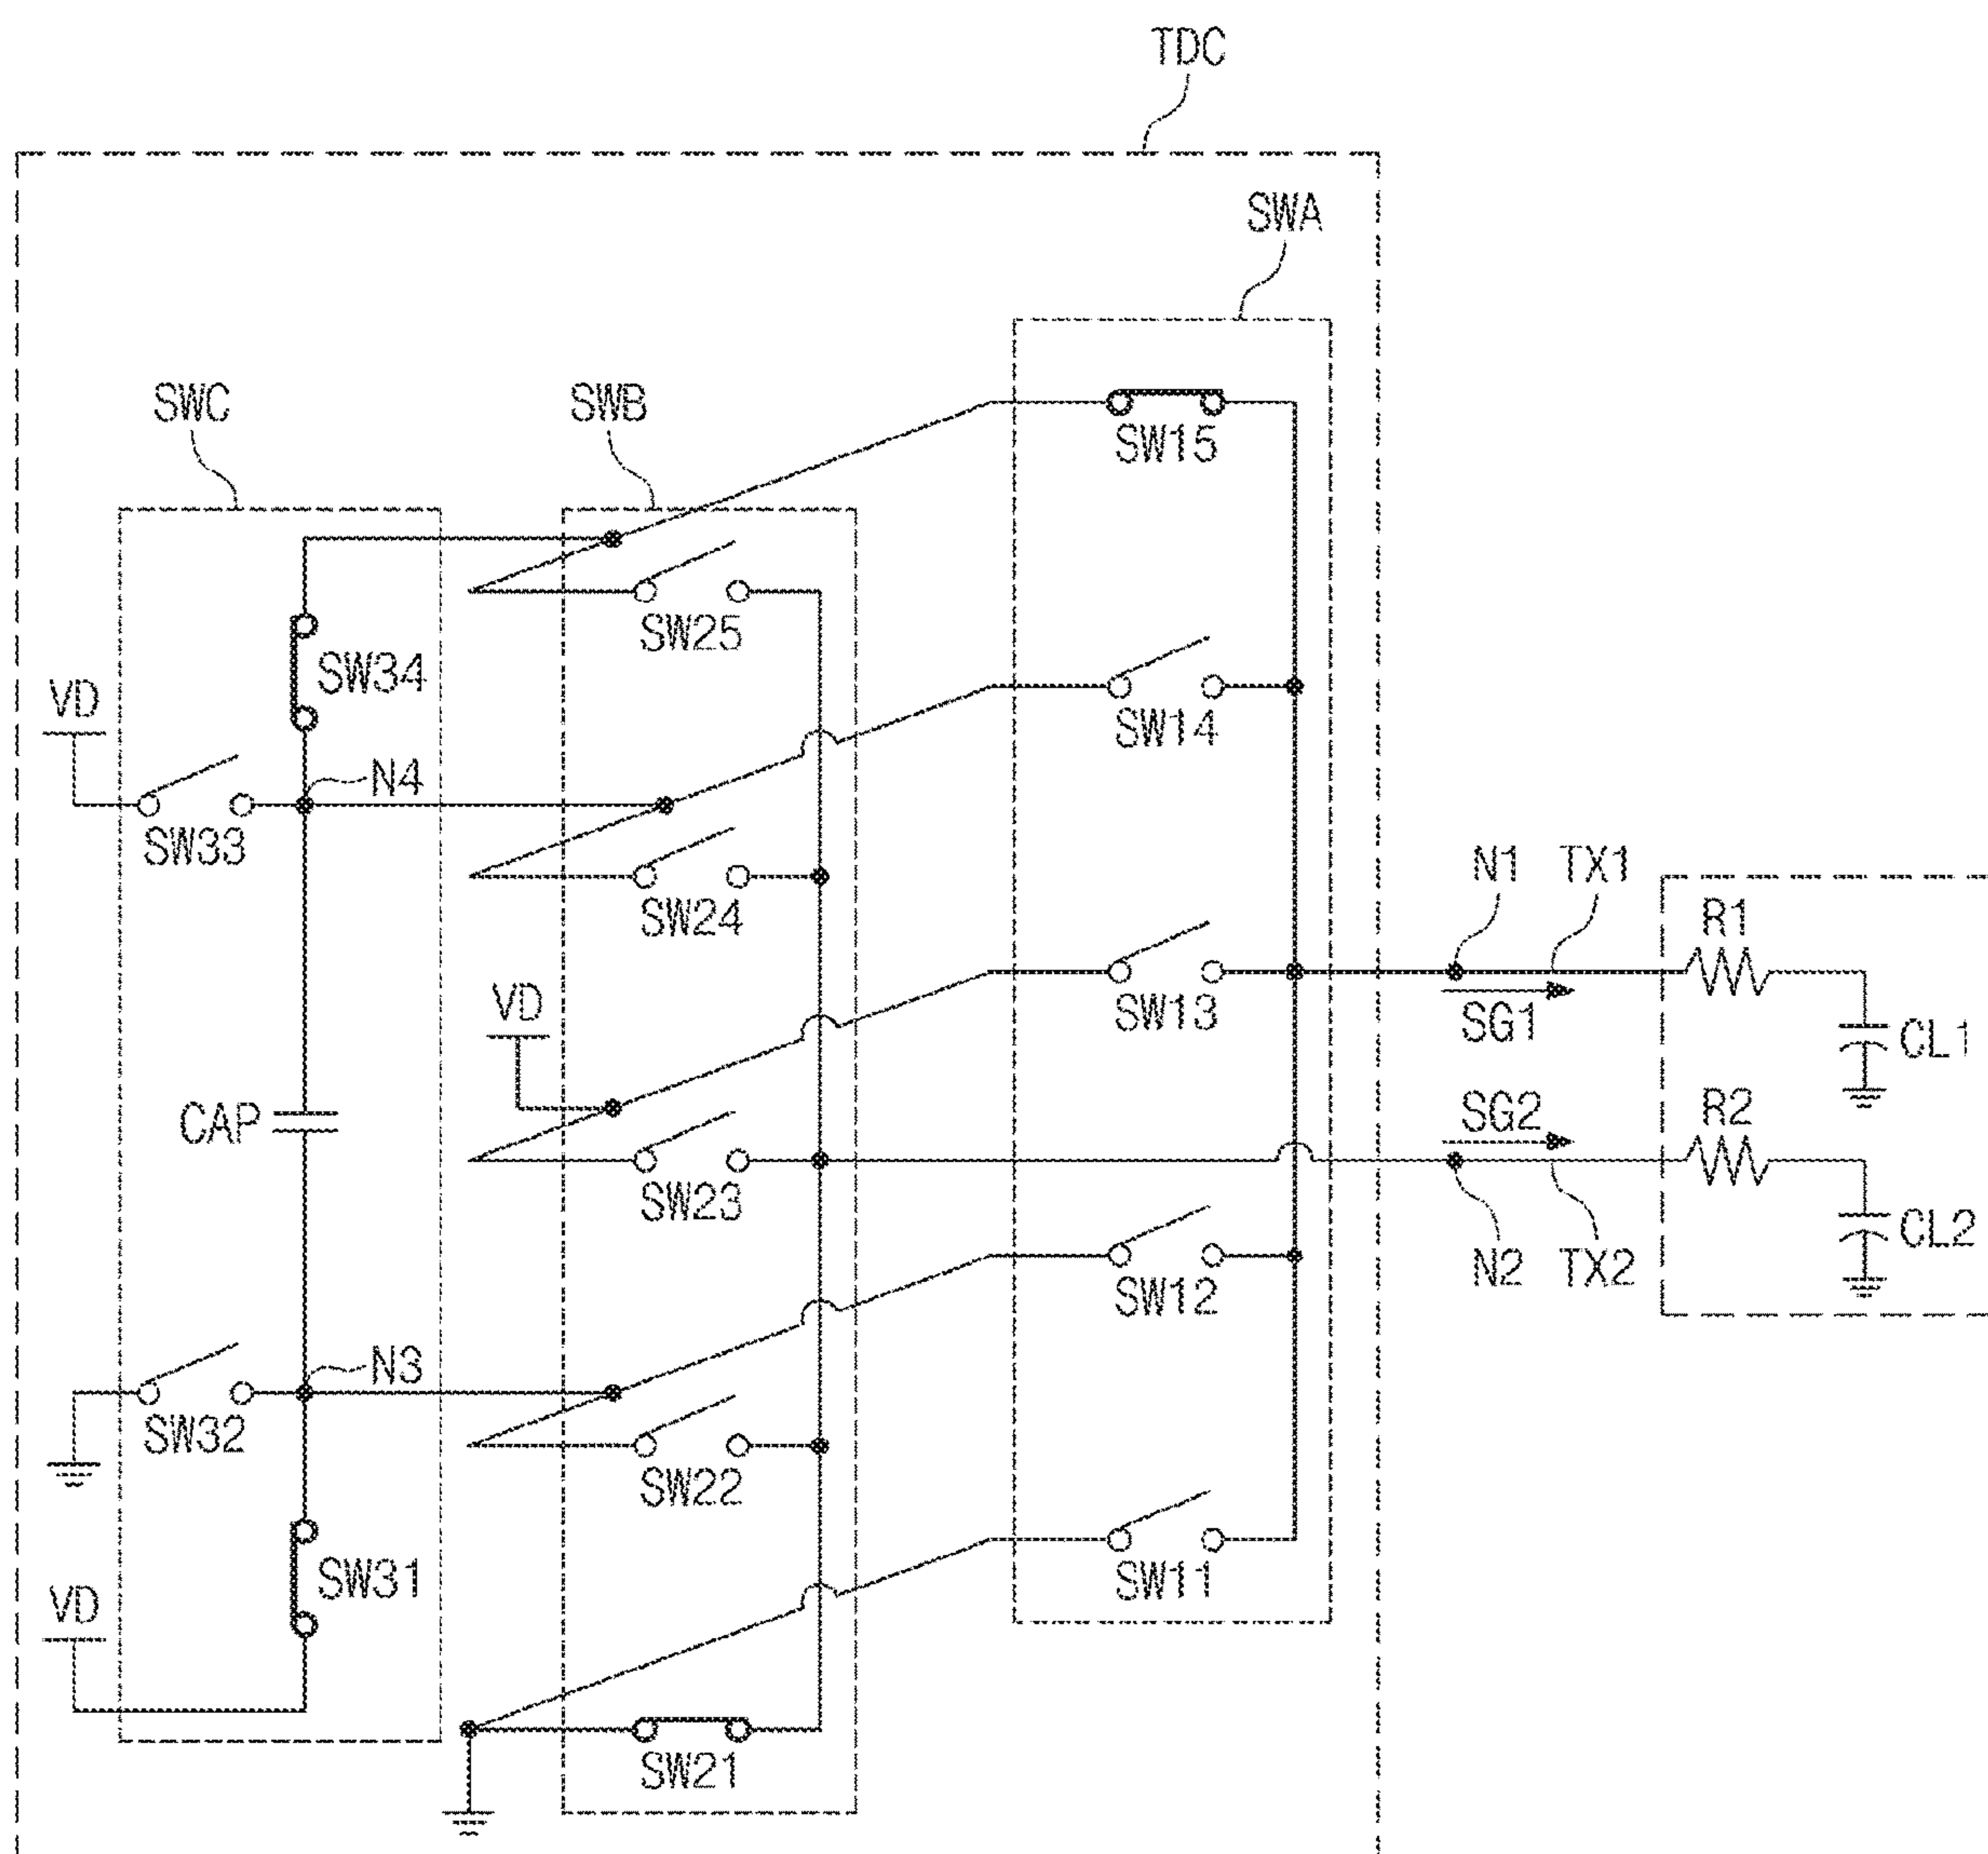 TDC
SWA
SWC
SWB
SW15
SW25
SW34
VD
SW14
N4
SW33
SW24
N1
TX1
R1
VD
SW13
SG1
CL1
CAP
SG2
R2
SW23
CL2
N2
TX2
SW12
N3
SW32
SW22
SW31
SW11
VD
SW21